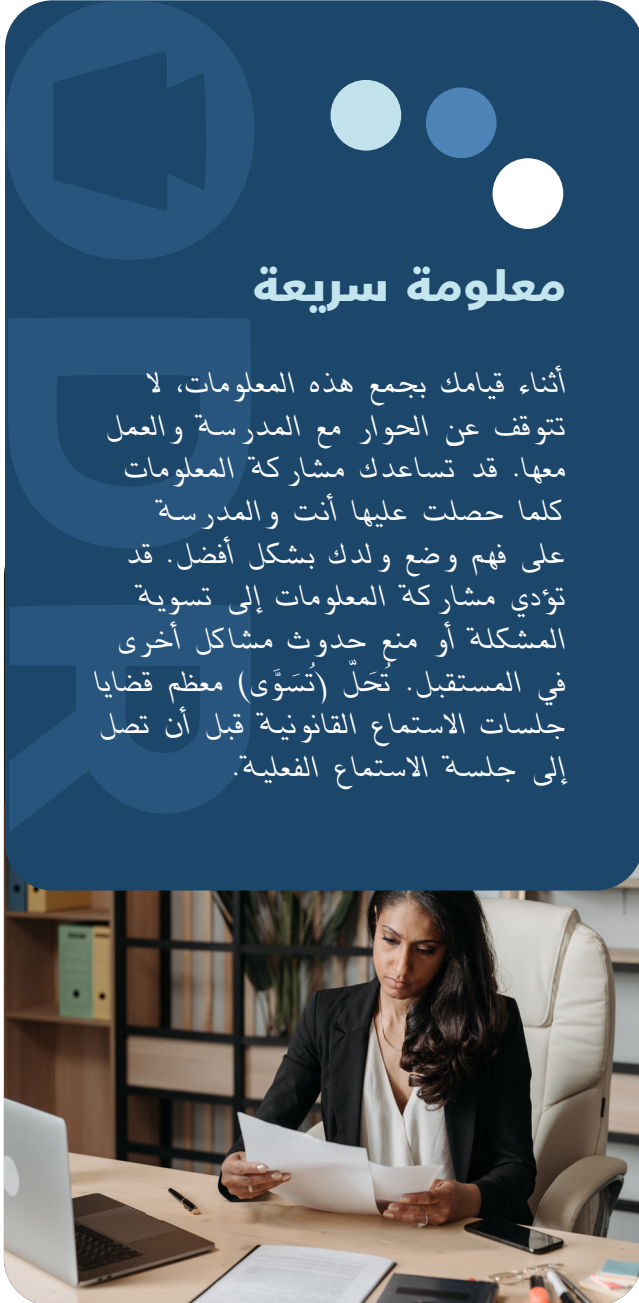 معلومة سريعة
أثناء قيامك بجمع هذه المعلومات، لا
تتوقف عن الحوار مع المدرسة والعمل
معها. قد تساعدك مشاركة المعلومات
كلما حصلت عليها أنت والمدرسة
على فهم وضع ولدك بشكل أفضل. قد
تؤدي مشاركة المعلومات إلى تسوية
المشكلة أو منع حدوث مشاكل أخرى
في المستقبل. تُحَلّ (تُسَوَّى) معظم قضايا
جلسات الاستماع القانونية قبل أن تصل
إلى جلسة الاستماع الفعلية.
ODR